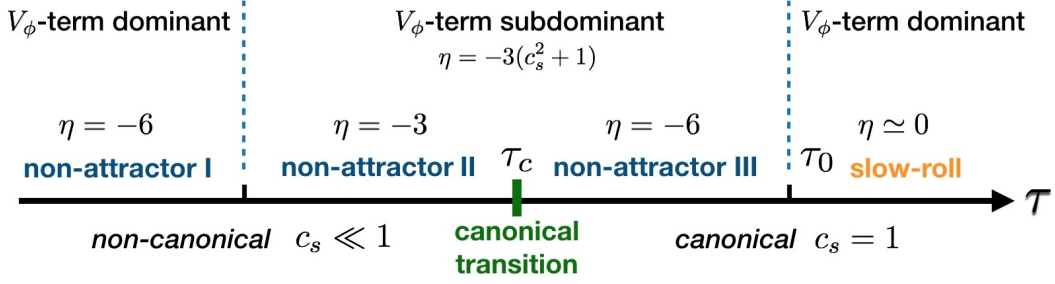 V_ϕ-term dominant V_ϕ-term subdominant V_ϕ-term dominant
η = −3(c_s^2 + 1)
η = −6 η = −3 η = −6 η ≃ 0
non-attractor I non-attractor II τ_c non-attractor III τ_0 slow-roll
τ
non-canonical c_s ≪ 1 canonical canonical c_s = 1
transition